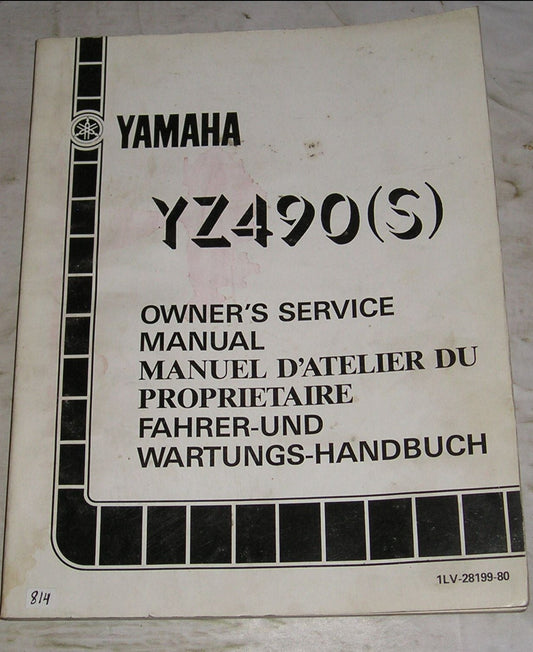 YAMAHA
YZ490(S)
OWNER'S SERVICE
MANUAL
MANUEL D'ATELIER DU
PROPRIETAIRE
FAHRER-UND
WARTUNGS-HANDBUCH
1LV-28199-80
814